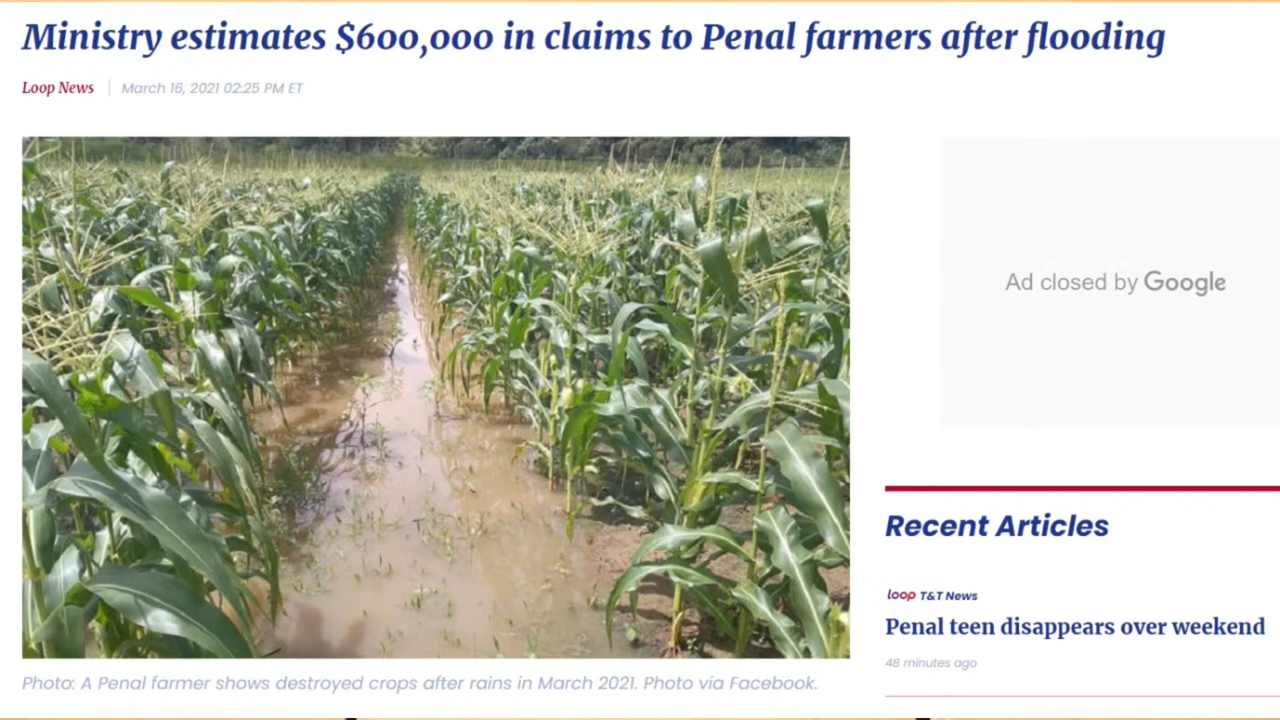 Ministry estimates $600,000 in claims to Penal farmers after flooding
Loop News
March 16, 2021 02:25 PM ET
Ad closed by Google
Recent Articles
loop T&T News
Penal teen disappears over weekend
48 minutes ago
Photo: A Penal farmer shows destroyed crops after rains in March 2021. Photo via Facebook.